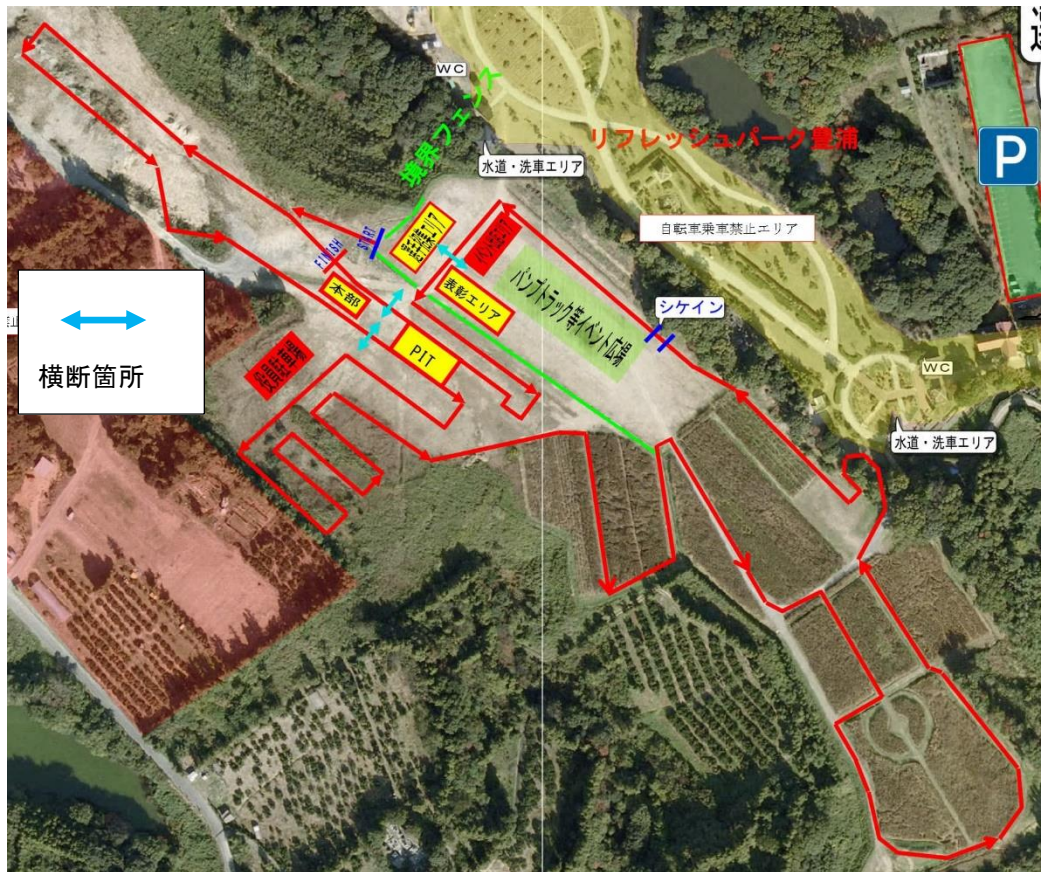 WC
境界フェンス
リフレッシュパーク豊浦
水道・洗車エリア
P
自転車乗車禁止エリア
START
FINISH
本部
表彰エリア
パンプトラック等イベント広場
シケイン
PIT
横断箇所
WC
水道・洗車エリア